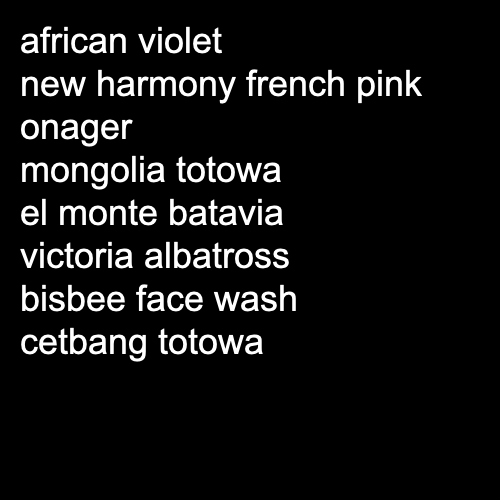 african violet
new harmony french pink
onager
mongolia totowa
el monte batavia
victoria albatross
bisbee face wash
cetbang totowa